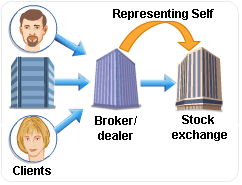 Representing Self
Broker/
dealer
Stock
exchange
Clients